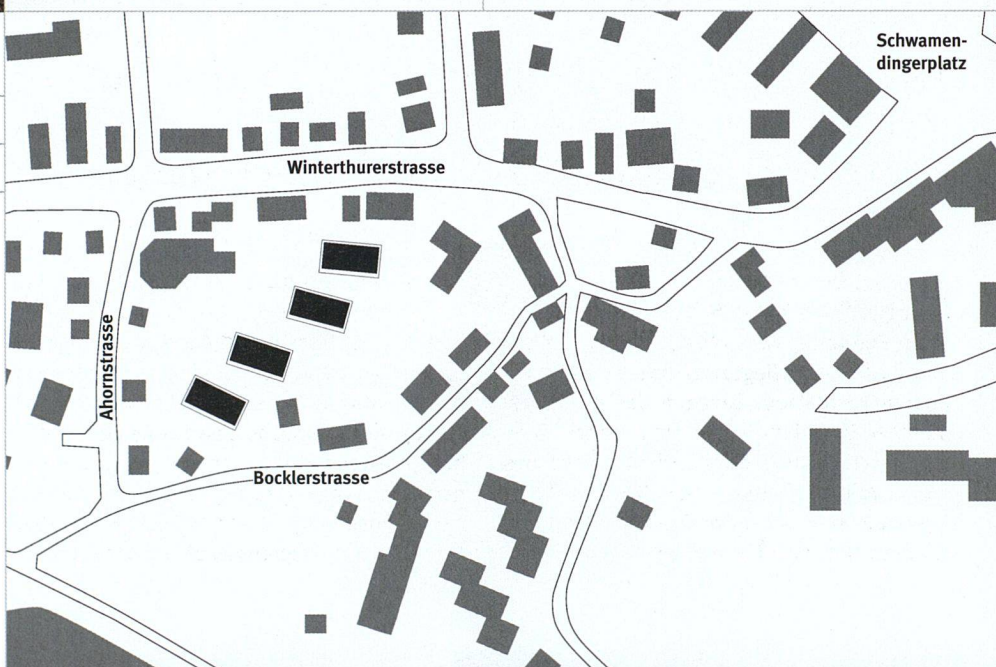 Schwamen-
dingerplatz
Winterthurerstrasse
Ahornstrasse
Bocklerstrasse